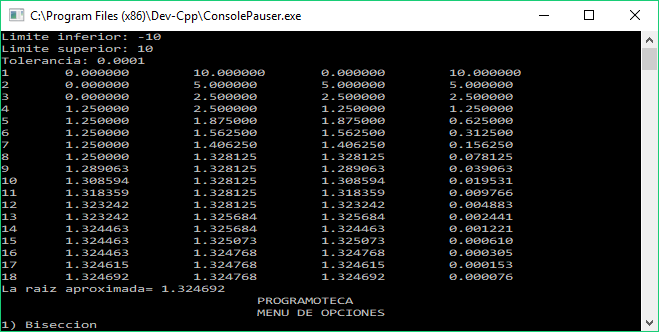 C:\Program Files (x86)\Dev-Cpp\ConsolePauser.exe
Limite inferior: -10
Limite superior: 10
Tolerancia: 0.0001
1 0.000000 10.000000 0.000000 10.000000
2 0.000000 5.000000 5.000000 5.000000
3 0.000000 2.500000 2.500000 2.500000
4 1.250000 2.500000 1.250000 1.250000
5 1.250000 1.875000 1.875000 0.625000
6 1.250000 1.562500 1.562500 0.312500
7 1.250000 1.406250 1.406250 0.156250
8 1.250000 1.328125 1.328125 0.078125
9 1.289063 1.328125 1.289063 0.039063
10 1.308594 1.328125 1.308594 0.019531
11 1.318359 1.328125 1.318359 0.009766
12 1.323242 1.328125 1.323242 0.004883
13 1.323242 1.325684 1.325684 0.002441
14 1.324463 1.325684 1.324463 0.001221
15 1.324463 1.325073 1.325073 0.000610
16 1.324463 1.324768 1.324768 0.000305
17 1.324615 1.324768 1.324615 0.000153
18 1.324692 1.324768 1.324692 0.000076
La raiz aproximada= 1.324692
PROGRAMOTECA
MENU DE OPCIONES
1) Biseccion